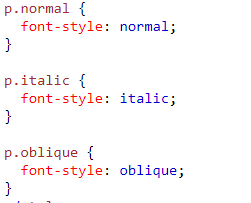 p.normal {
  font-style: normal;
}

p.italic {
  font-style: italic;
}

p.oblique {
  font-style: oblique;
}